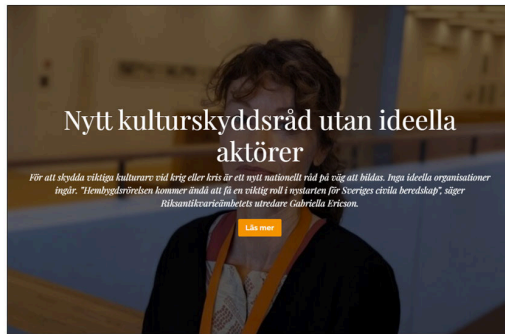 Nytt kulturskyddsråd utan ideella
aktörer
För att skydda viktiga kulturarv vid krig eller kris är ett nytt nationellt råd på väg att bildas. Inga ideella organisationer
ingår. ”Hembygdsrörelsen kommer ändå att få en viktig roll i nystarten för Sveriges civila beredskap”, säger
Riksantikvarieämbetets utredare Gabriella Ericson.
Läs mer